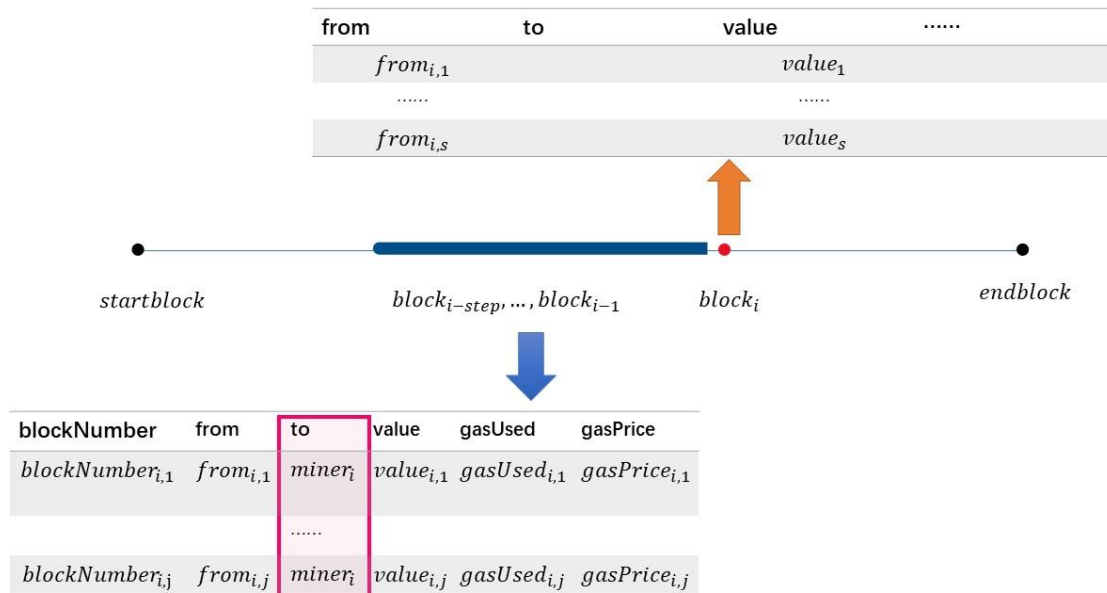 from to value ······
from_{i,1} value_1
······ ······
from_{i,s} value_s
startblock block_{i−step}, ... , block_{i−1} block_i endblock
blockNumber from to value gasUsed gasPrice
blockNumber_{i,1} from_{i,1} miner_i value_{i,1} gasUsed_{i,1} gasPrice_{i,1}
······
blockNumber_{i,j} from_{i,j} miner_i value_{i,j} gasUsed_{i,j} gasPrice_{i,j}